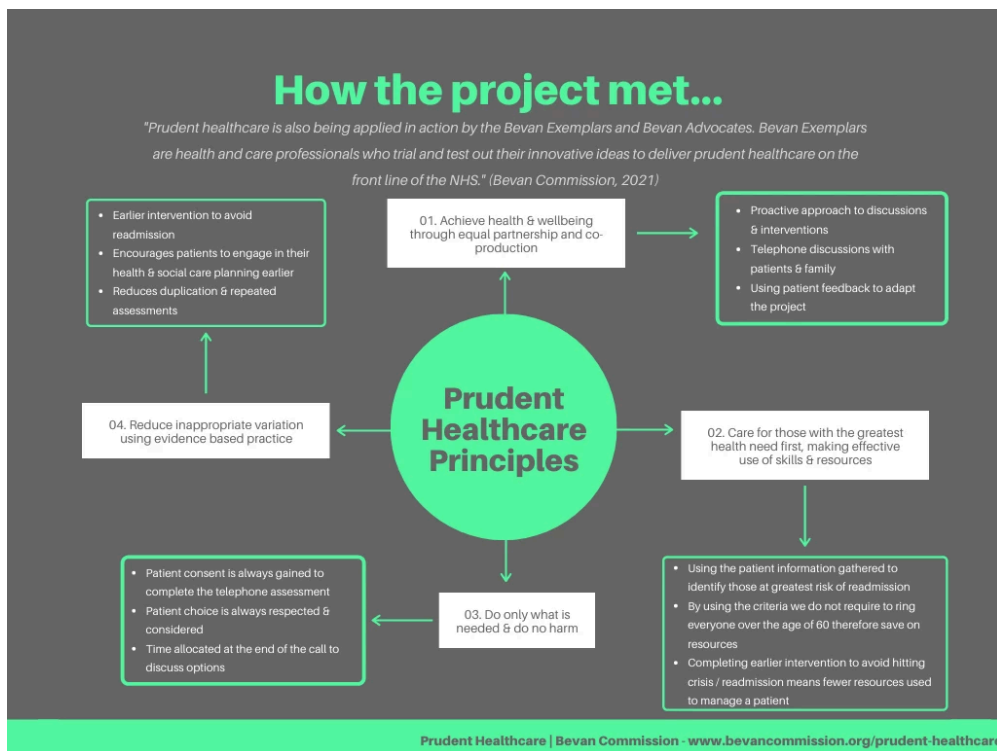 How the project met...
"Prudent healthcare is also being applied in action by the Bevan Exemplars and Bevan Advocates. Bevan Exemplars
are health and care professionals who trial and test out their innovative ideas to deliver prudent healthcare on the
front line of the NHS." (Bevan Commission, 2021)
01. Achieve health & wellbeing
through equal partnership and co-
production
• Proactive approach to discussions
& interventions
• Telephone discussions with
patients & family
• Using patient feedback to adapt
the project
• Earlier intervention to avoid
readmission
• Encourages patients to engage in their
health & social care planning earlier
• Reduces duplication & repeated
assessments
Prudent
Healthcare
Principles
04. Reduce inappropriate variation
using evidence based practice
02. Care for those with the greatest
health need first, making effective
use of skills & resources
• Using the patient information gathered to
identify those at greatest risk of readmission
• By using the criteria we do not require to ring
everyone over the age of 60 therefore save on
resources
• Completing earlier intervention to avoid hitting
crisis / readmission means fewer resources used
to manage a patient
03. Do only what is
needed & do no harm
• Patient consent is always gained to
complete the telephone assessment
• Patient choice is always respected &
considered
• Time allocated at the end of the call to
discuss options
Prudent Healthcare | Bevan Commission - www.bevancommission.org/prudent-healthcare